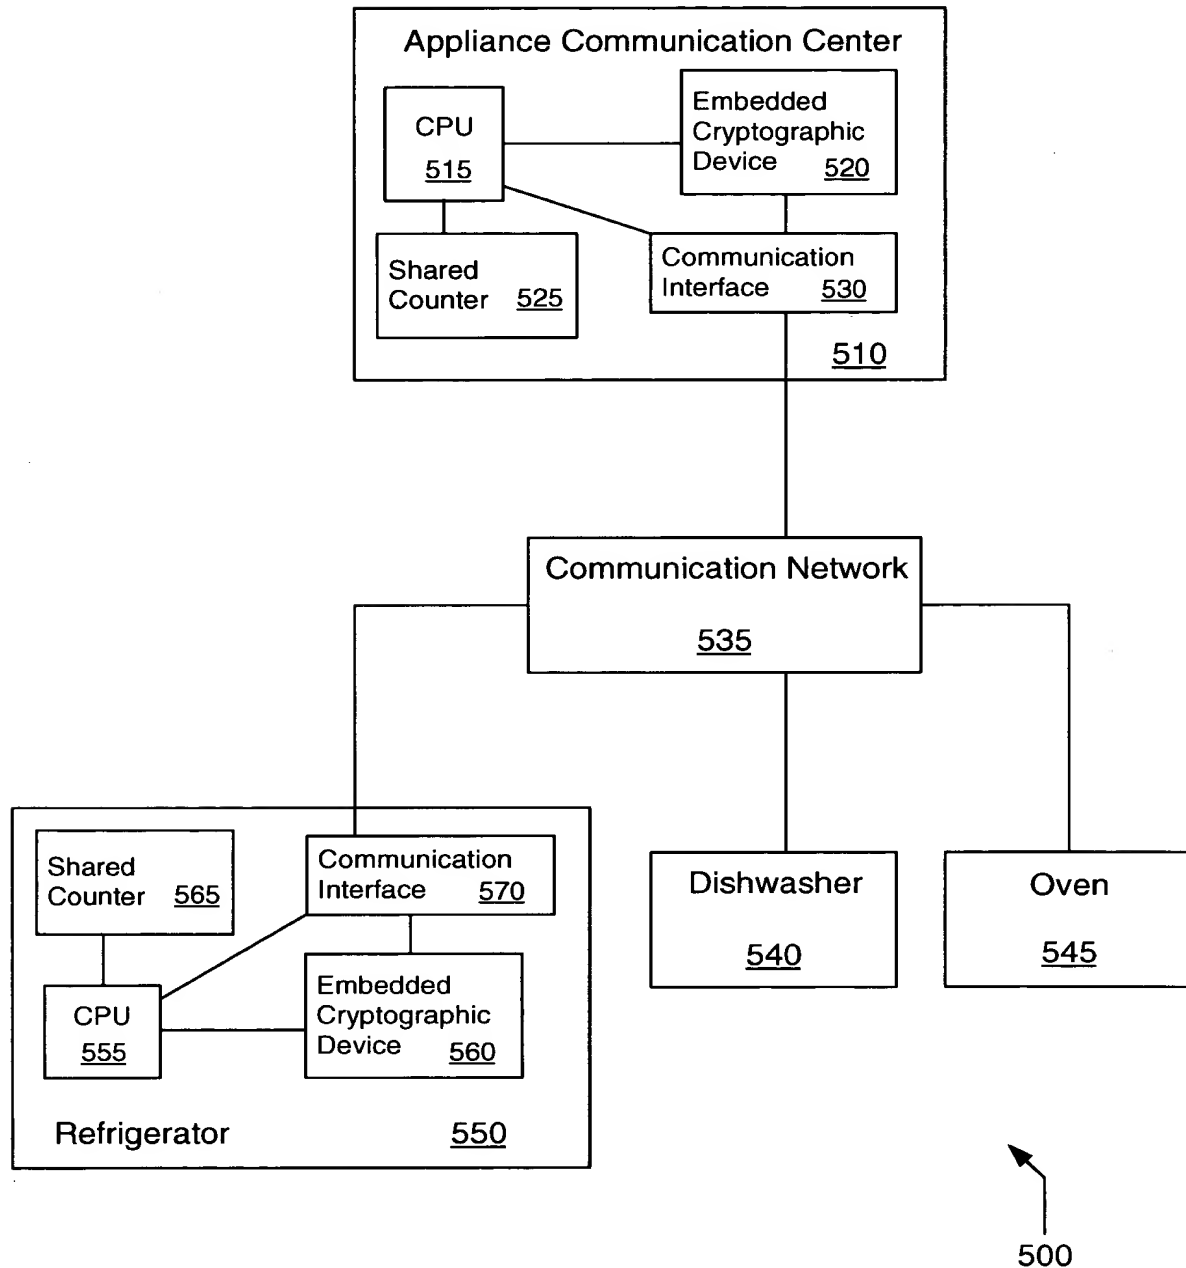 Appliance Communication Center
CPU
515
Embedded
Cryptographic
Device 520
Shared
Counter 525
Communication
Interface 530
510
Communication Network
535
Shared
Counter 565
Communication
Interface 570
CPU
555
Embedded
Cryptographic
Device 560
Refrigerator 550
Dishwasher
540
Oven
545
500